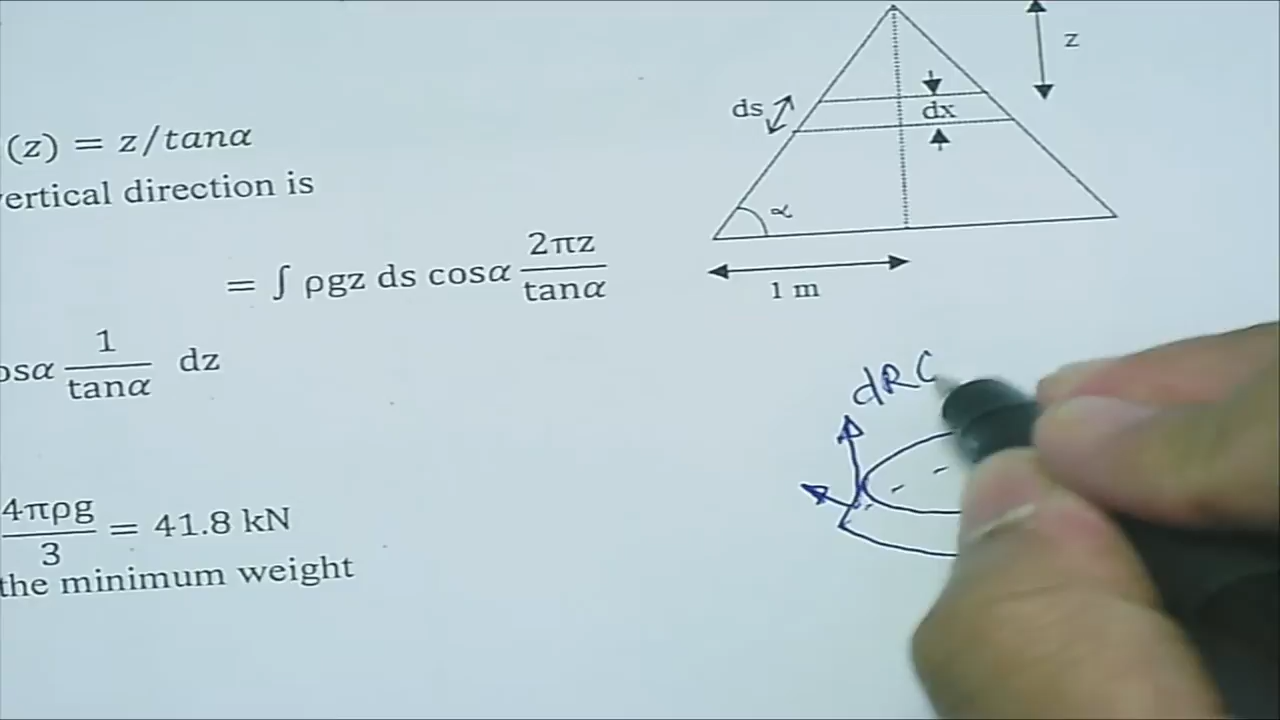 (z) = z/tanα
vertical direction is
= ∫ ρgz ds cosα 2πz/tanα
osα 1/tanα dz
4πρg/3 = 41.8 kN
the minimum weight
z
ds
dx
α
1 m
dRC